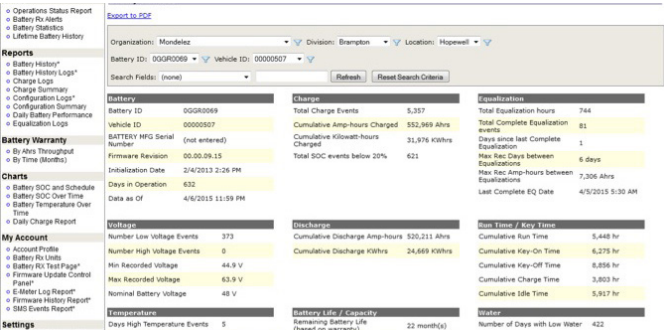 Operations Status Report
Battery Rx Alerts
Battery Statistics
Lifetime Battery History
Reports
Battery History*
Battery History Logs*
Charge Logs
Charge Summary
Configuration Logs*
Configuration Summary
Daily Battery Performance
Equalization Logs
Battery Warranty
By Ahrs Throughput
By Time (Months)
Charts
Battery SOC and Schedule
Battery SOC Over Time
Battery Temperature Over
Time
Daily Charge Report
My Account
Account Profile
Battery Rx Units
Battery RX Test Page*
Firmware Update Control
Panel*
E-Meter Log Report*
Firmware History Report*
SMS Events Report*
Settings
Export to PDF
Organization: Mondelez Division: Brampton Location: Hopewell
Battery ID: 0GGR0069 Vehicle ID: 00000507
Search Fields: (none) Refresh Reset Search Criteria
Battery
Battery ID 0GGR0069
Vehicle ID 00000507
BATTERY MFG Serial
Number (not entered)
Firmware Revision 00.00.09.15
Initialization Date 2/4/2013 2:26 PM
Days in Operation 632
Data as Of 4/6/2015 11:59 PM
Charge
Total Charge Events 5,357
Cumulative Amp-hours Charged 552,969 Ahrs
Cumulative Kilowatt-hours
Charged 31,976 KWhrs
Total SOC events below 20% 621
Equalization
Total Equalization hours 744
Total Complete Equalization
events 81
Days since last Complete
Equalization 1
Max Rec Days between
Equalizations 6 days
Max Rec Amp-hours between
Equalizations 7,306 Ahrs
Last Complete EQ Date 4/5/2015 5:30 AM
Voltage
Number Low Voltage Events 373
Number High Voltage Events 0
Min Recorded Voltage 44.9 V
Max Recorded Voltage 63.9 V
Nominal Battery Voltage 48 V
Discharge
Cumulative Discharge Amp-hours 520,211 Ahrs
Cumulative Discharge KWhrs 24,669 KWhrs
Run Time / Key Time
Cumulative Run Time 5,448 hr
Cumulative Key-On Time 6,275 hr
Cumulative Key-Off Time 8,856 hr
Cumulative Charge Time 3,803 hr
Cumulative Idle Time 5,917 hr
Temperature
Days High Temperature Events 5
Battery Life / Capacity
Remaining Battery Life
(based on warranty) 22 month(s)
Water
Number of Days with Low Water 422